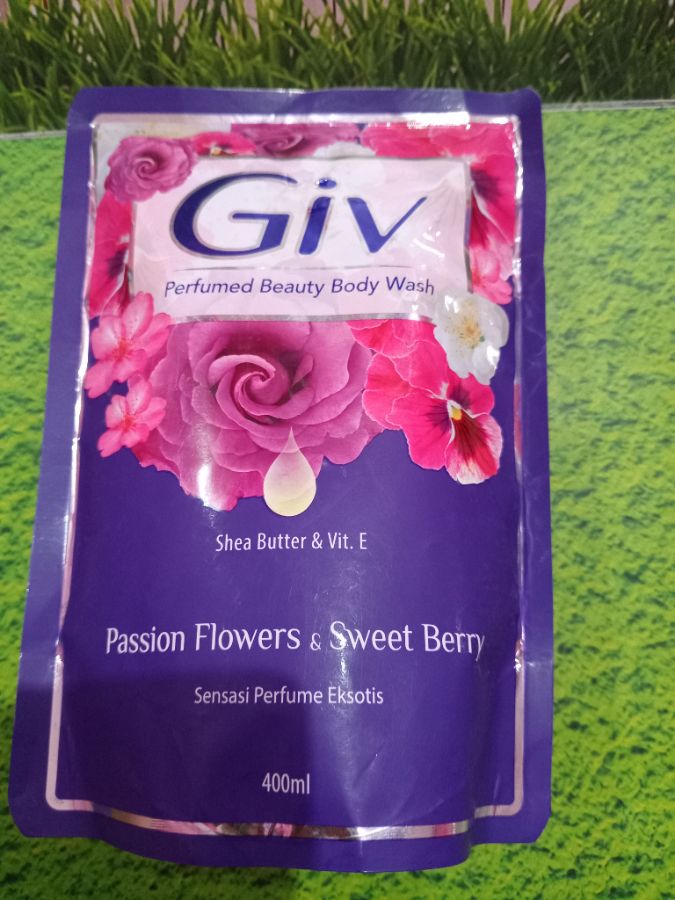 Giv
Perfumed Beauty Body Wash
Shea Butter & Vit. E
Passion Flowers & Sweet Berry
Sensasi Perfume Eksotis
400ml